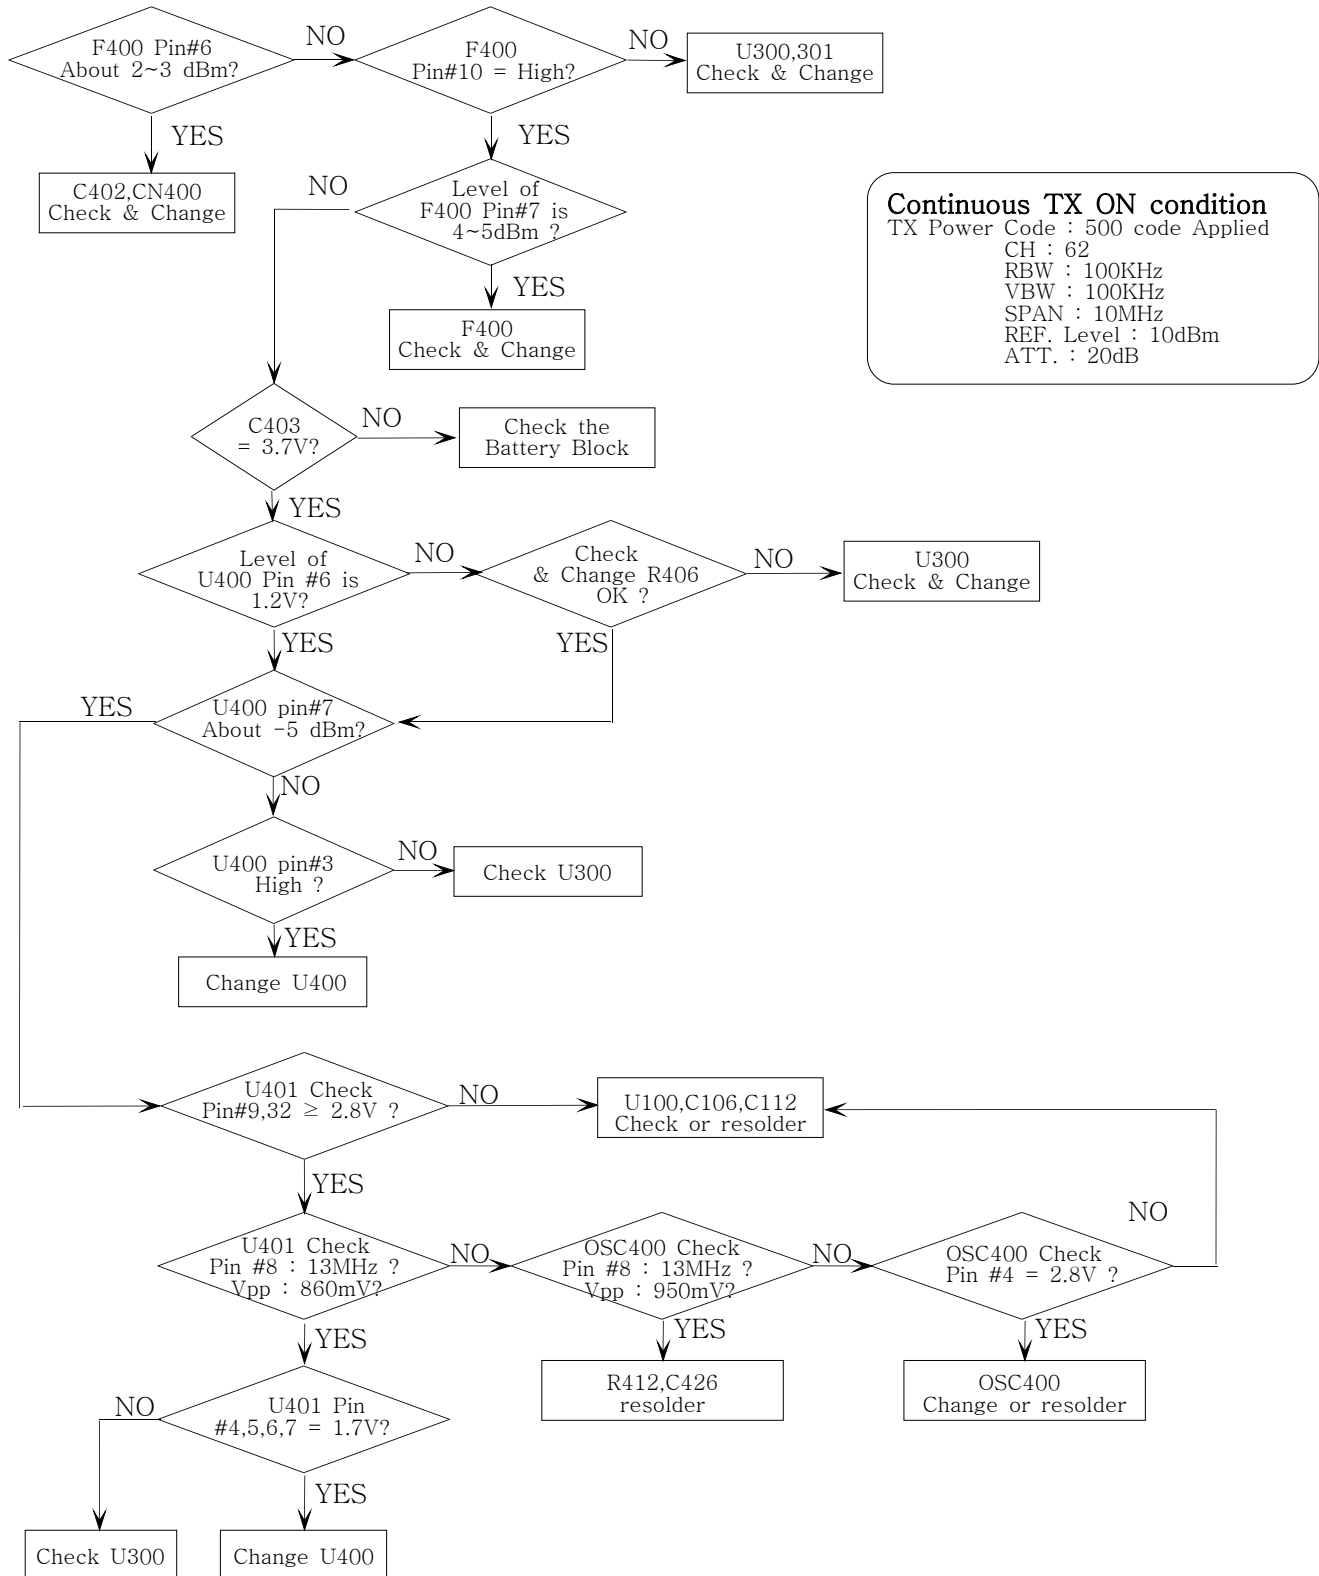 F400 Pin#6
About 2~3 dBm?
NO
F400
Pin#10 = High?
NO
U300,301
Check & Change
YES
C402,CN400
Check & Change
YES
NO
Level of
F400 Pin#7 is
4~5dBm ?
YES
F400
Check & Change
Continuous TX ON condition
TX Power Code : 500 code Applied
CH : 62
RBW : 100KHz
VBW : 100KHz
SPAN : 10MHz
REF. Level : 10dBm
ATT. : 20dB
C403
= 3.7V?
NO
Check the
Battery Block
YES
Level of
U400 Pin #6 is
1.2V?
NO
Check
& Change R406
OK ?
NO
U300
Check & Change
YES
YES
YES
U400 pin#7
About -5 dBm?
NO
U400 pin#3
High ?
NO
Check U300
YES
Change U400
U401 Check
Pin#9,32 ≥ 2.8V ?
NO
U100,C106,C112
Check or resolder
YES
U401 Check
Pin #8 : 13MHz ?
Vpp : 860mV?
NO
OSC400 Check
Pin #8 : 13MHz ?
Vpp : 950mV?
NO
OSC400 Check
Pin #4 = 2.8V ?
NO
YES
YES
R412,C426
resolder
YES
OSC400
Change or resolder
U401 Pin
#4,5,6,7 = 1.7V?
NO
YES
Check U300
Change U400